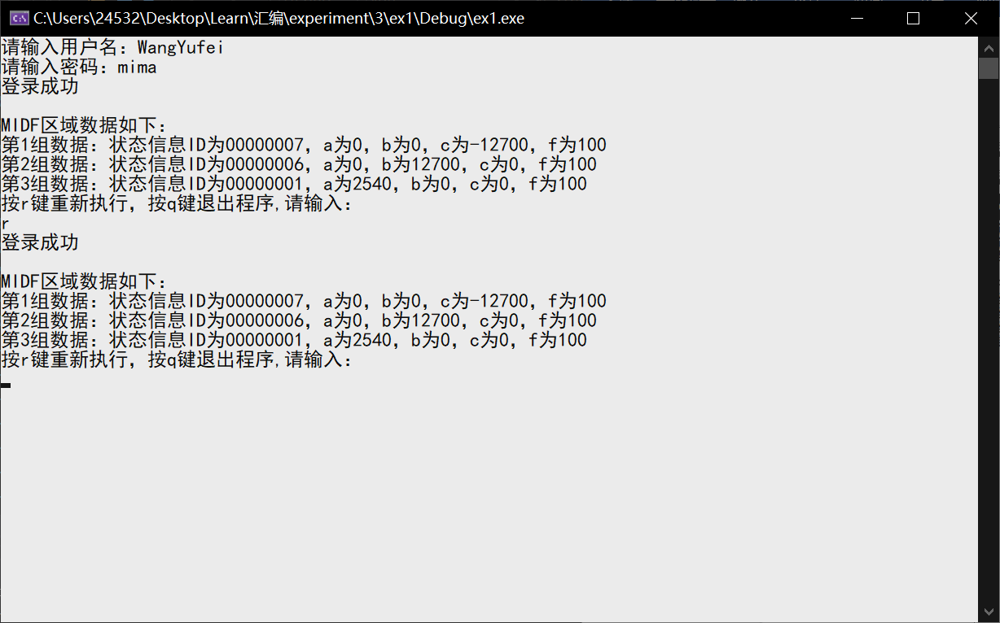 C:\Users\24532\Desktop\Learn\汇编\experiment\3\ex1\Debug\ex1.exe
请输入用户名：WangYufei
请输入密码：mima
登录成功
MIDF区域数据如下：
第1组数据：状态信息ID为00000007，a为0，b为0，c为-12700，f为100
第2组数据：状态信息ID为00000006，a为0，b为12700，c为0，f为100
第3组数据：状态信息ID为00000001，a为2540，b为0，c为0，f为100
按r键重新执行，按q键退出程序,请输入：
r
登录成功
MIDF区域数据如下：
第1组数据：状态信息ID为00000007，a为0，b为0，c为-12700，f为100
第2组数据：状态信息ID为00000006，a为0，b为12700，c为0，f为100
第3组数据：状态信息ID为00000001，a为2540，b为0，c为0，f为100
按r键重新执行，按q键退出程序,请输入：